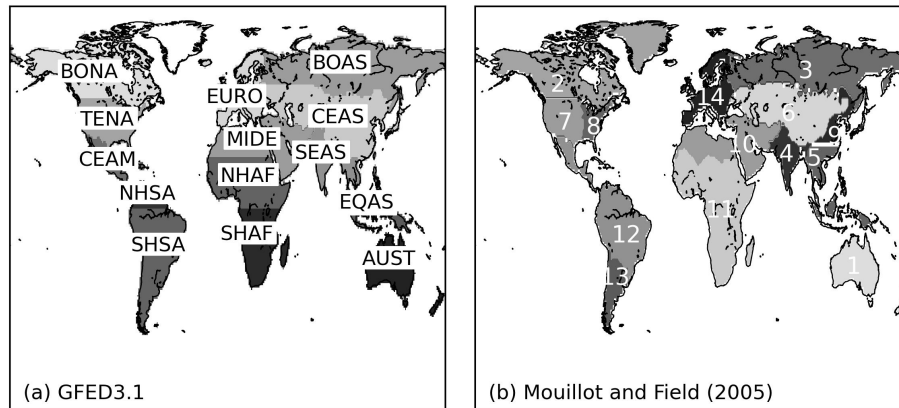 BONA
BOAS
EURO
TENA
CEAS
MIDE
SEAS
CEAM
NHAF
NHSA
EQAS
SHSA
SHAF
AUST
(a) GFED3.1
3
2
14
6
7
8
9
10
4
5
11
12
1
13
(b) Mouillot and Field (2005)